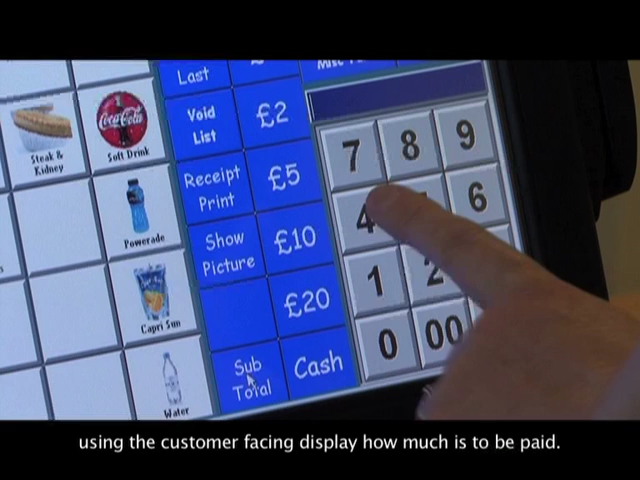 Last
Misc
Void
List
£2
7
8
9
Steak &
Kidney
Coca-Cola
Soft Drink
Receipt
Print
£5
4
6
Powerade
Show
Picture
£10
1
2
Capri Sun
£20
0
00
Water
Sub
Total
Cash
using the customer facing display how much is to be paid.